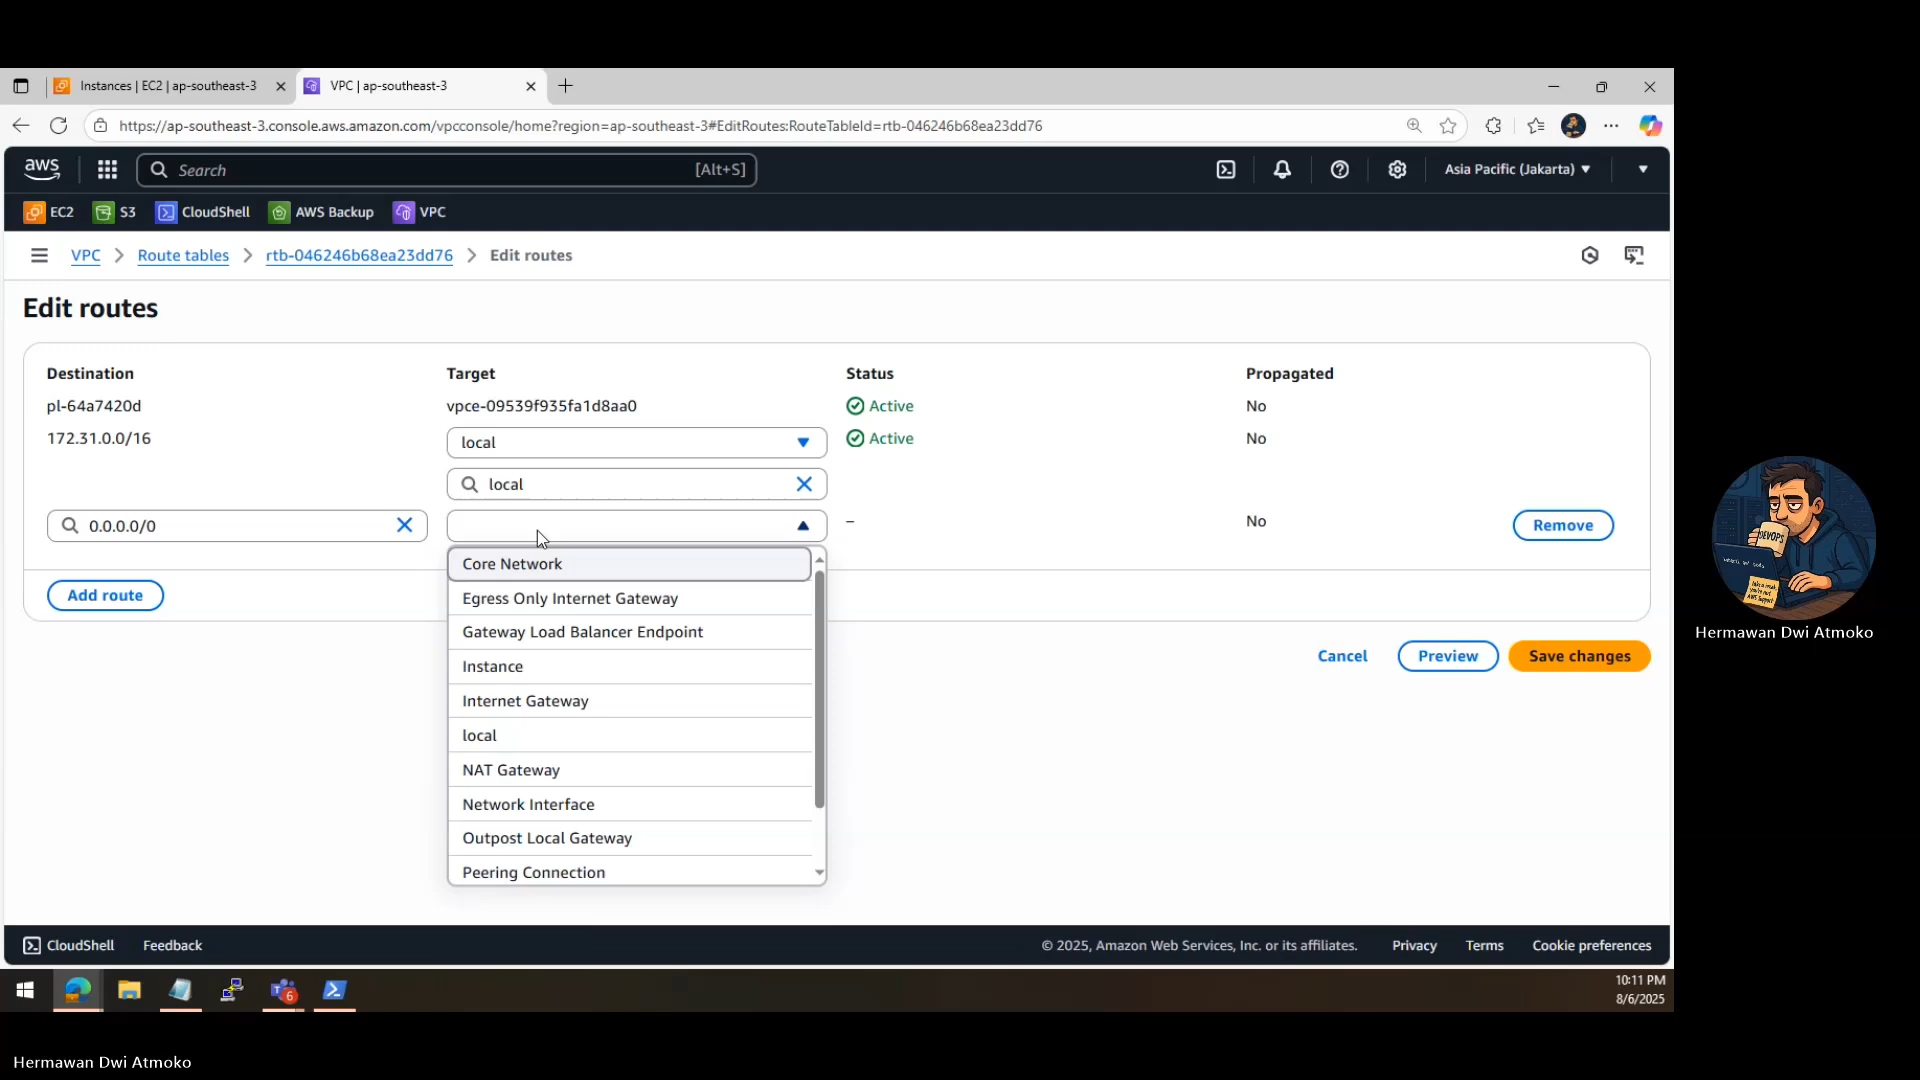 Instances | EC2 | ap-southeast-3
VPC | ap-southeast-3
https://ap-southeast-3.console.aws.amazon.com/vpcconsole/home?region=ap-southeast-3#EditRoutes:RouteTableId=rtb-046246b68ea23dd76
aws
Search
[Alt+S]
Asia Pacific (Jakarta)
EC2
S3
CloudShell
AWS Backup
VPC
VPC
Route tables
rtb-046246b68ea23dd76
Edit routes
Edit routes
Destination
Target
Status
Propagated
pl-64a7420d
vpce-09539f935fa1d8aa0
Active
No
172.31.0.0/16
local
Active
No
local
0.0.0.0/0
–
No
Remove
Core Network
Egress Only Internet Gateway
Gateway Load Balancer Endpoint
Instance
Internet Gateway
local
NAT Gateway
Network Interface
Outpost Local Gateway
Peering Connection
Add route
Cancel
Preview
Save changes
DEVOPS
Hermawan Dwi Atmoko
CloudShell
Feedback
© 2025, Amazon Web Services, Inc. or its affiliates.
Privacy
Terms
Cookie preferences
6
10:11 PM
8/6/2025
Hermawan Dwi Atmoko